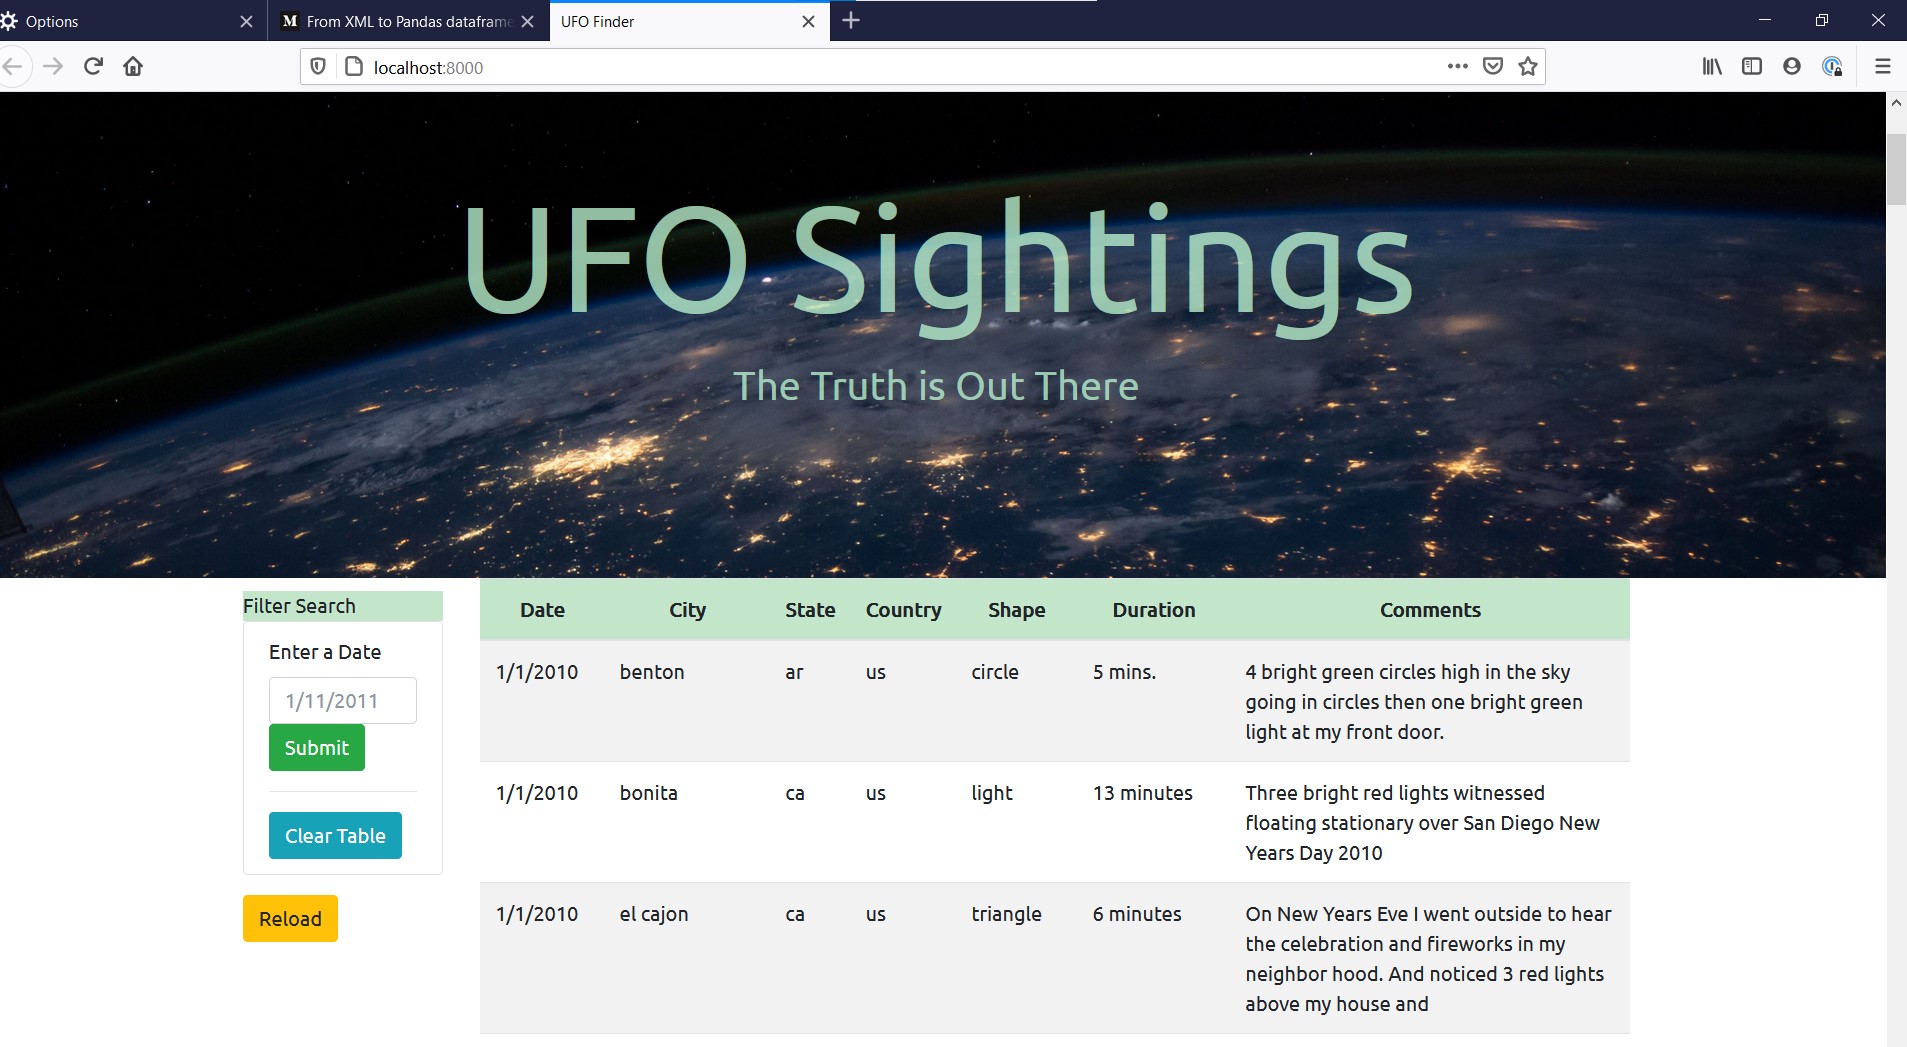 Options
From XML to Pandas dataframe
UFO Finder
localhost:8000
UFO Sightings
The Truth is Out There
Filter Search
Enter a Date
1/11/2011
Submit
Clear Table
Reload
Date City State Country Shape Duration Comments
1/1/2010 benton ar us circle 5 mins. 4 bright green circles high in the sky
going in circles then one bright green
light at my front door.
1/1/2010 bonita ca us light 13 minutes Three bright red lights witnessed
floating stationary over San Diego New
Years Day 2010
1/1/2010 el cajon ca us triangle 6 minutes On New Years Eve I went outside to hear
the celebration and fireworks in my
neighbor hood. And noticed 3 red lights
above my house and